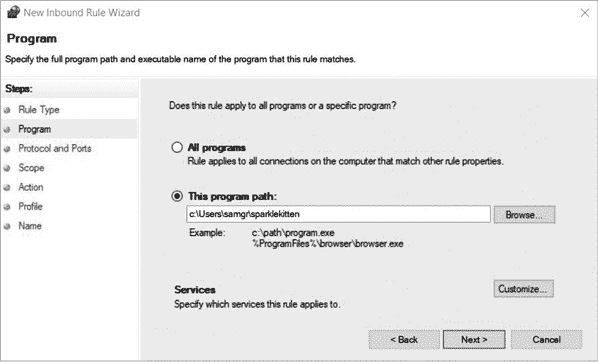 New Inbound Rule Wizard
Program
Specify the full program path and executable name of the program that this rule matches.
Steps:
Rule Type
Program
Protocol and Ports
Scope
Action
Profile
Name
Does this rule apply to all programs or a specific program?
All programs
Rule applies to all connections on the computer that match other rule properties.
This program path:
c:\Users\samgr\sparklekitten
Browse...
Example: c:\path\program.exe
%ProgramFiles%\browser\browser.exe
Services
Customize...
Specify which services this rule applies to.
< Back Next > Cancel